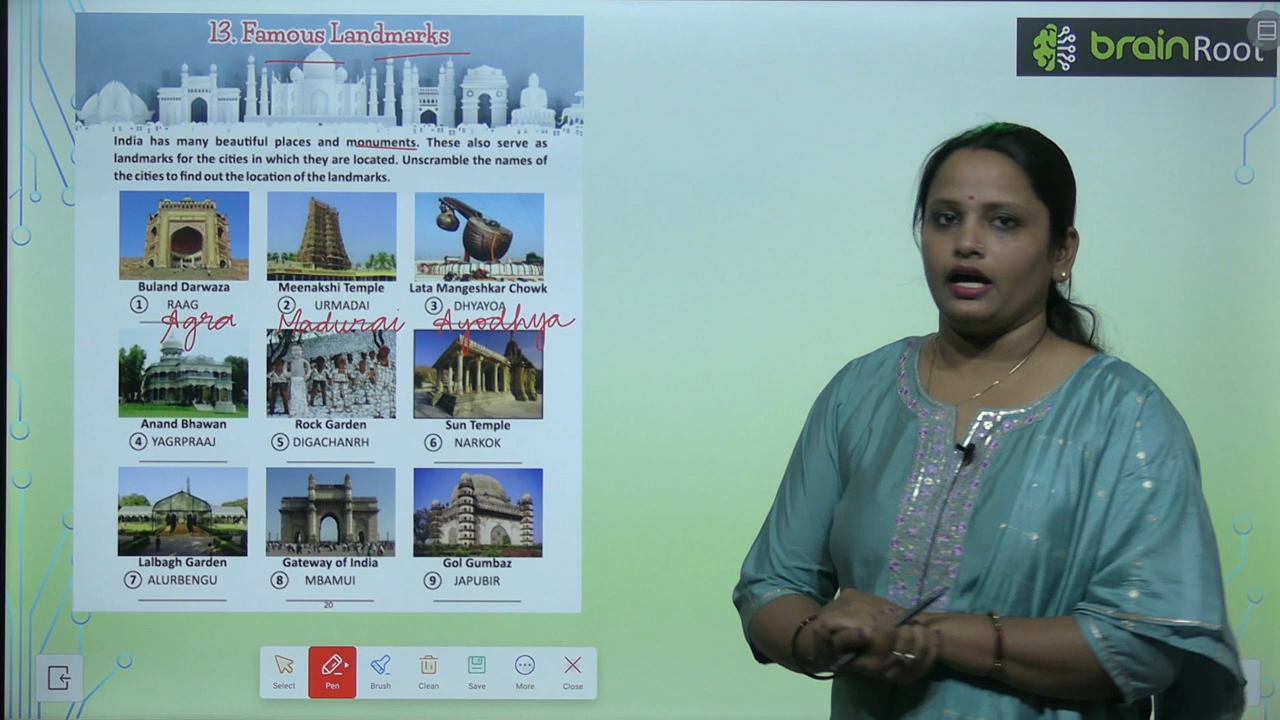 13. Famous Landmarks
brainRoot
India has many beautiful places and monuments. These also serve as
landmarks for the cities in which they are located. Unscramble the names of
the cities to find out the location of the landmarks.
Buland Darwaza
Meenakshi Temple
Lata Mangeshkar Chowk
1 RAAG
2 URMADAI
3 DHYAYOA
Agra
Madurai
Ayodhya
Anand Bhawan
Rock Garden
Sun Temple
4 YAGRPRAAJ
5 DIGACHANRH
6 NARKOK
Lalbagh Garden
Gateway of India
Gol Gumbaz
7 ALURBENGU
8 MBAMUI
9 JAPUBIR
20
Select
Pen
Brush
Clean
Save
More
Close